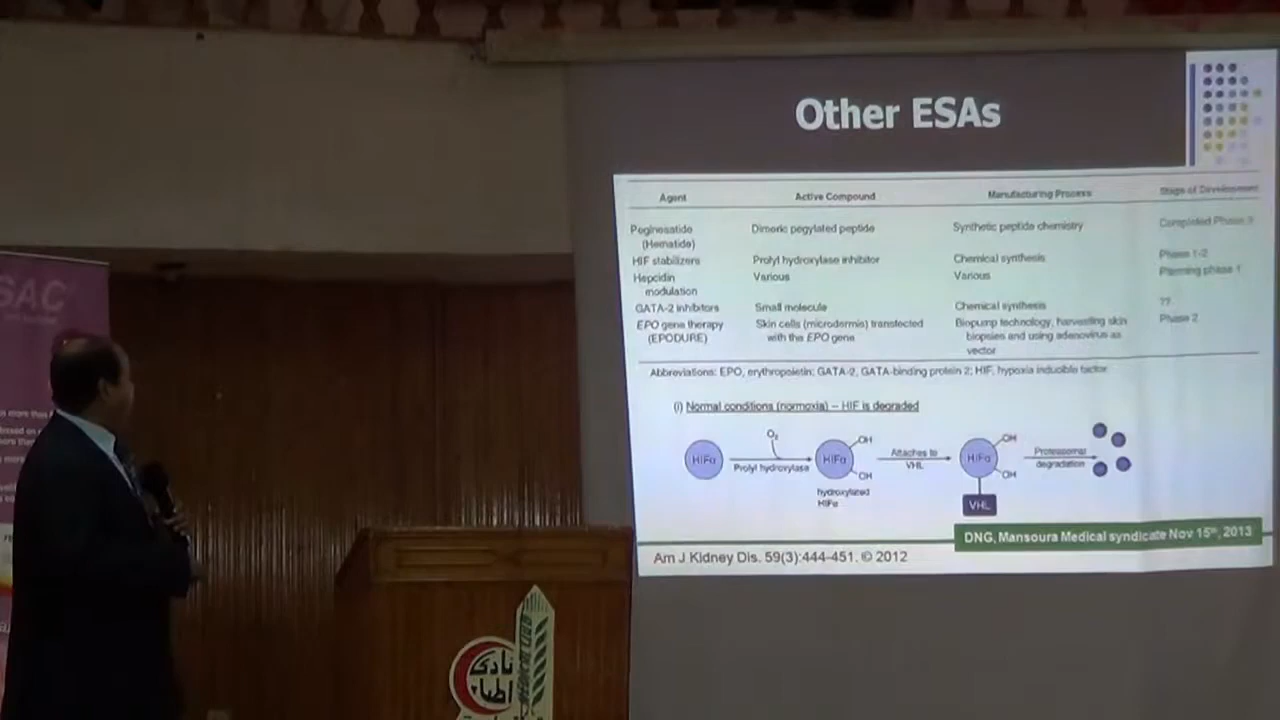 Other ESAs
Agent Active Compound Manufacturing Process Stage of Development
Peginesatide Dimeric pegylated peptide Synthetic peptide chemistry Completed Phase 3
(Hematide)
HIF stabilizers Prolyl hydroxylase inhibitor Chemical synthesis Phase 1-2
Hepcidin Various Various Planning phase 1
modulation
GATA-2 inhibitors Small molecule Chemical synthesis ??
EPO gene therapy Skin cells (microdermis) transfected Biopump technology, harvesting skin Phase 2
(EPODURE) with the EPO gene biopsies and using adenovirus as
vector
Abbreviations: EPO, erythropoietin; GATA-2, GATA-binding protein 2; HIF, hypoxia inducible factor
(i) Normal conditions (normoxia) – HIF is degraded
HIFα O₂ Prolyl hydroxylase HIFα OH OH Attaches to VHL HIFα OH OH Proteasomal degradation
hydroxylated
HIFα
VHL
DNG, Mansoura Medical syndicate Nov 15th, 2013
Am J Kidney Dis. 59(3):444-451. © 2012
SAC
نادى
اطباء
MEDICAL CLUB